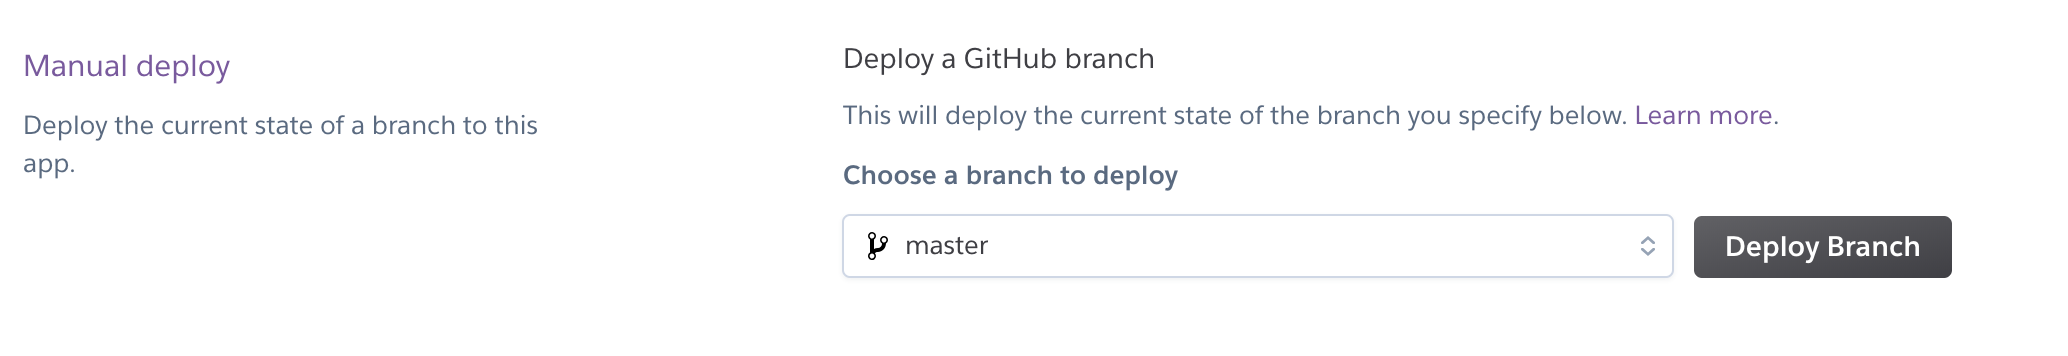 Manual deploy
Deploy the current state of a branch to this
app.
Deploy a GitHub branch
This will deploy the current state of the branch you specify below. Learn more.
Choose a branch to deploy
master
Deploy Branch